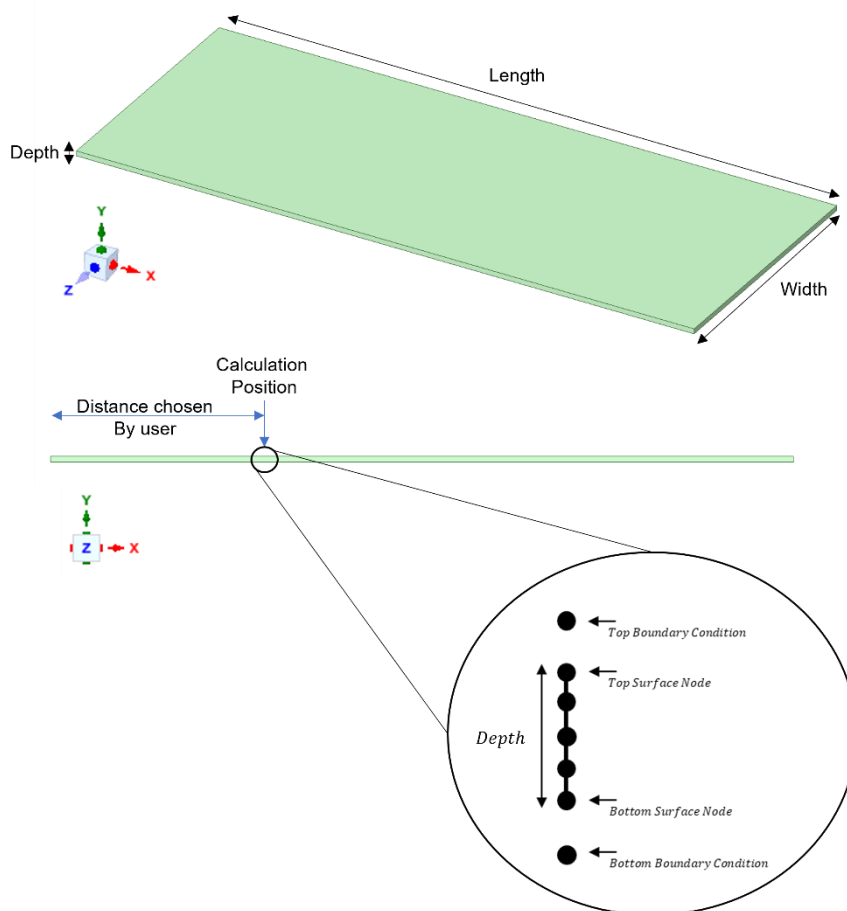 Length
Depth
Y
Z
X
Width
Calculation
Position
Distance chosen
By user
Y
Z
X
Top Boundary Condition
Top Surface Node
Depth
Bottom Surface Node
Bottom Boundary Condition